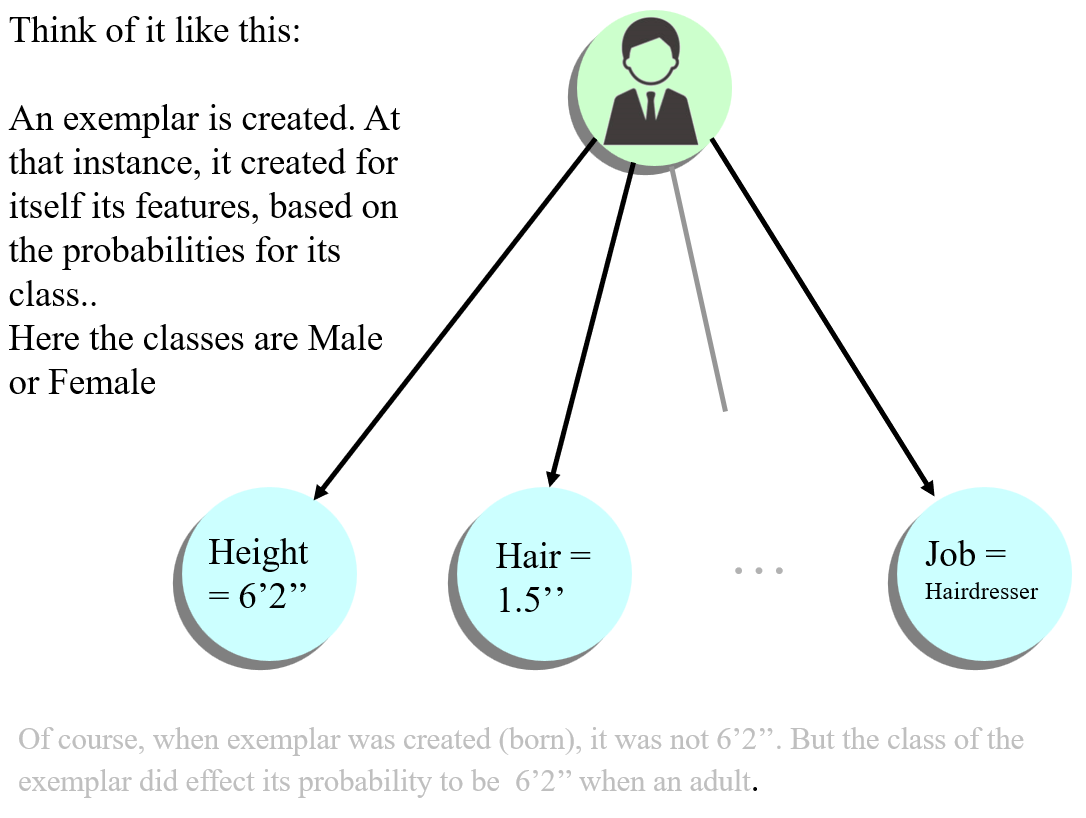 Think of it like this:
An exemplar is created. At
that instance, it created for
itself its features, based on
the probabilities for its
class..
Here the classes are Male
or Female
Height
= 6’2’’
Hair =
1.5’’
...
Job =
Hairdresser
Of course, when exemplar was created (born), it was not 6’2’’. But the class of the
exemplar did effect its probability to be  6’2’’ when an adult.